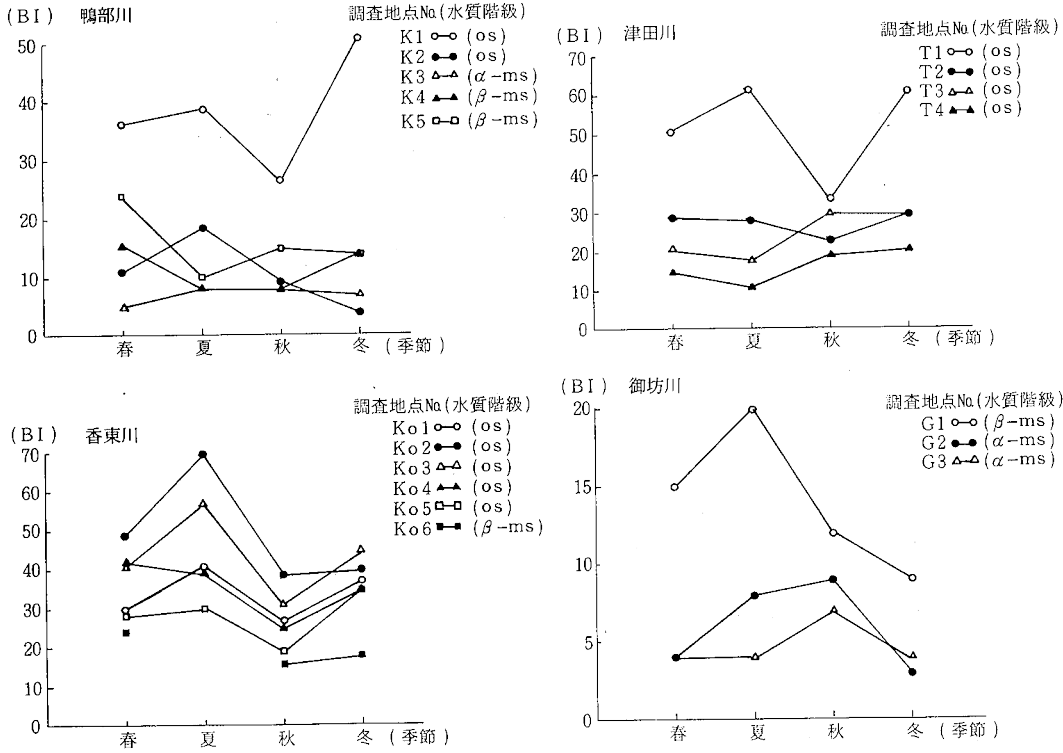 (BI) 鴨部川
調査地点No.(水質階級)
K1 (os)
K2 (os)
K3 (α-ms)
K4 (β-ms)
K5 (β-ms)
50
40
30
20
10
0
春 夏 秋 冬 (季節)
(BI) 津田川
調査地点No.(水質階級)
T1 (os)
T2 (os)
T3 (os)
T4 (os)
70
60
50
40
30
20
10
0
春 夏 秋 冬 (季節)
(BI) 香東川
調査地点No.(水質階級)
Ko1 (os)
Ko2 (os)
Ko3 (os)
Ko4 (os)
Ko5 (os)
Ko6 (β-ms)
70
60
50
40
30
20
10
0
春 夏 秋 冬 (季節)
(BI) 御坊川
調査地点No.(水質階級)
G1 (β-ms)
G2 (α-ms)
G3 (α-ms)
20
15
10
5
0
春 夏 秋 冬 (季節)